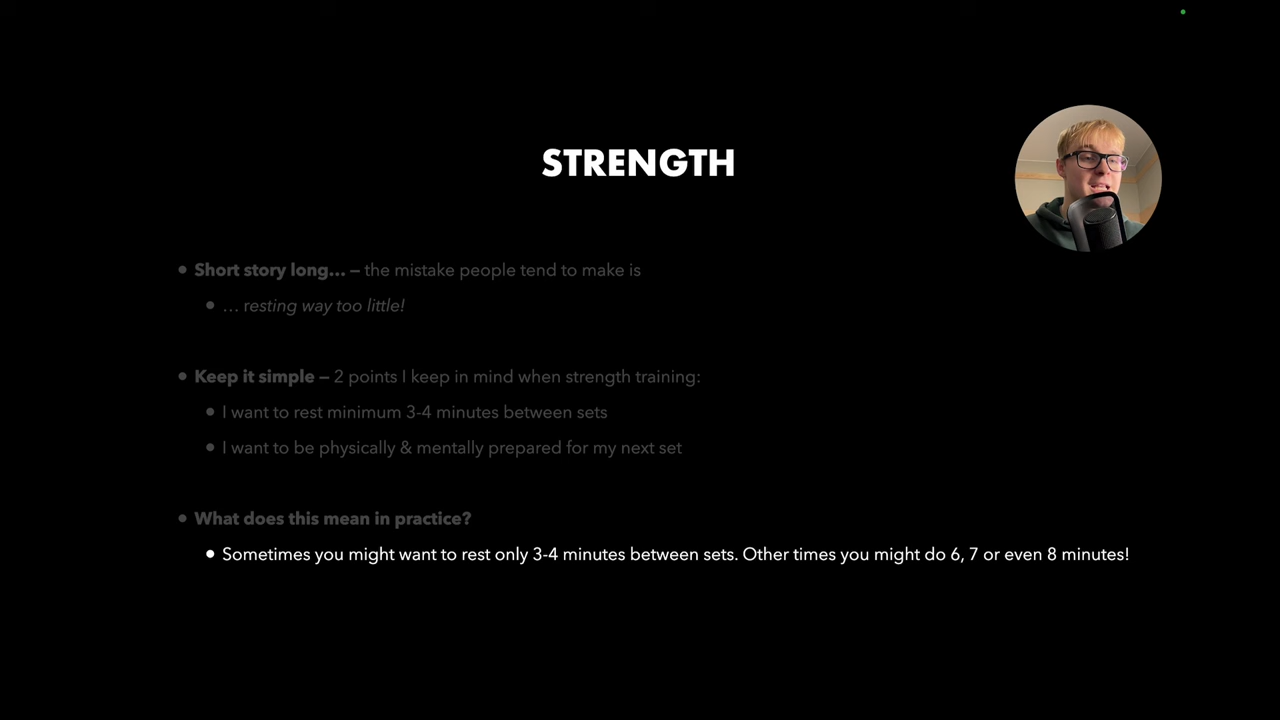 STRENGTH
• Short story long... – the mistake people tend to make is
• ... resting way too little!
• Keep it simple – 2 points I keep in mind when strength training:
• I want to rest minimum 3-4 minutes between sets
• I want to be physically & mentally prepared for my next set
• What does this mean in practice?
• Sometimes you might want to rest only 3-4 minutes between sets. Other times you might do 6, 7 or even 8 minutes!